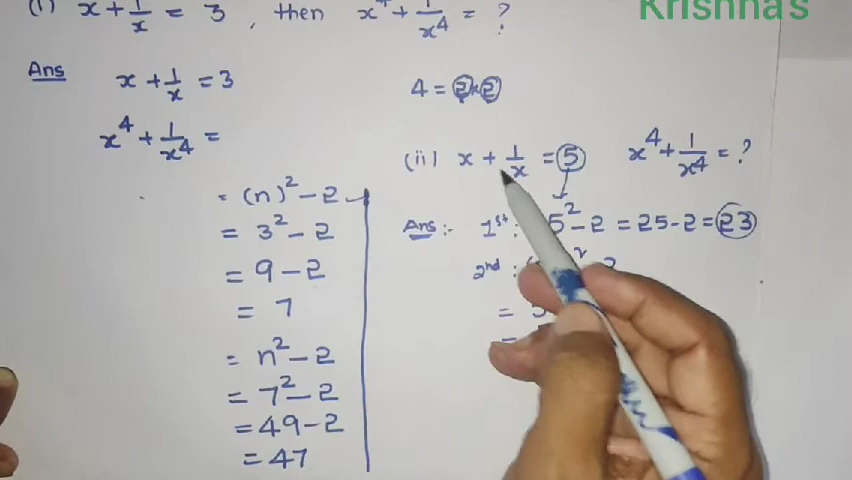 Krishna's
(i) x + 1/x = 3, then x⁴ + 1/x⁴ = ?
Ans x + 1/x = 3
x⁴ + 1/x⁴ =
= (n)² - 2
= 3² - 2
= 9 - 2
= 7
= n² - 2
= 7² - 2
= 49 - 2
= 47
4 = 2×2
(ii) x + 1/x = 5 x⁴ + 1/x⁴ = ?
Ans:- 1st: 5² - 2 = 25 - 2 = 23
2nd:
= 5
=